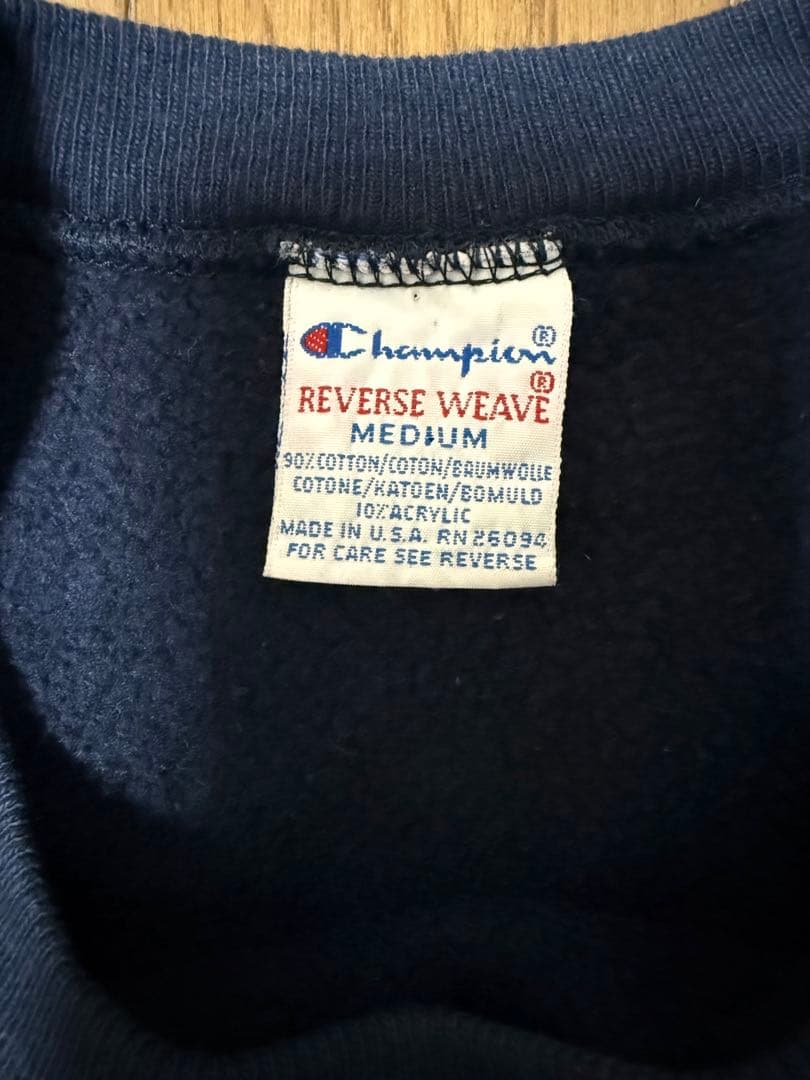 Champion®
REVERSE WEAVE®
MEDIUM
90% COTTON/COTON/BAUMWOLLE
COTONE/KATOEN/BOMULD
10% ACRYLIC
MADE IN U.S.A. RN 26094
FOR CARE SEE REVERSE